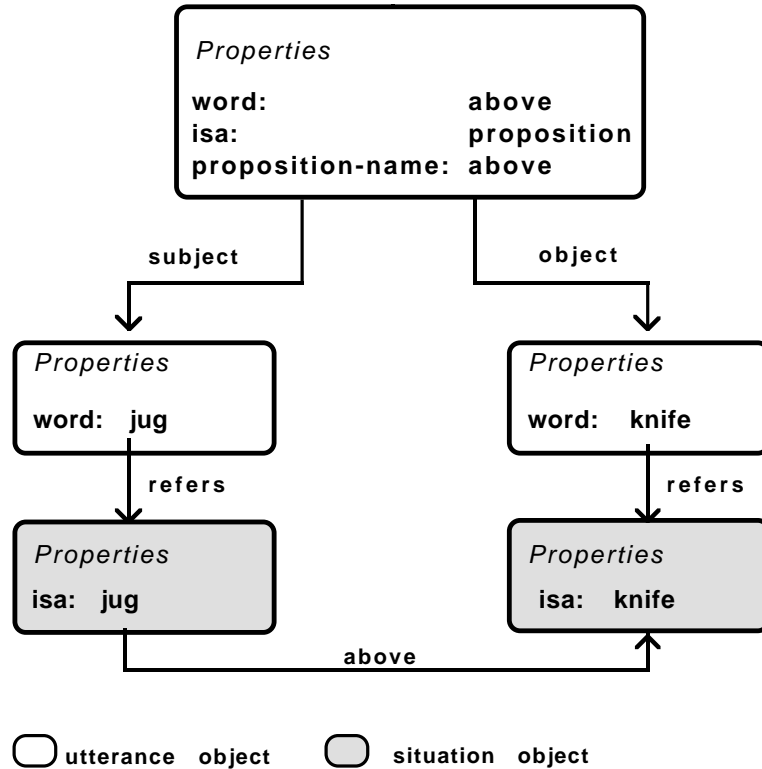 Properties
word: above
isa: proposition
proposition-name: above
subject object
Properties
word: jug
Properties
word: knife
refers refers
Properties
isa: jug
Properties
isa: knife
above
utterance object situation object